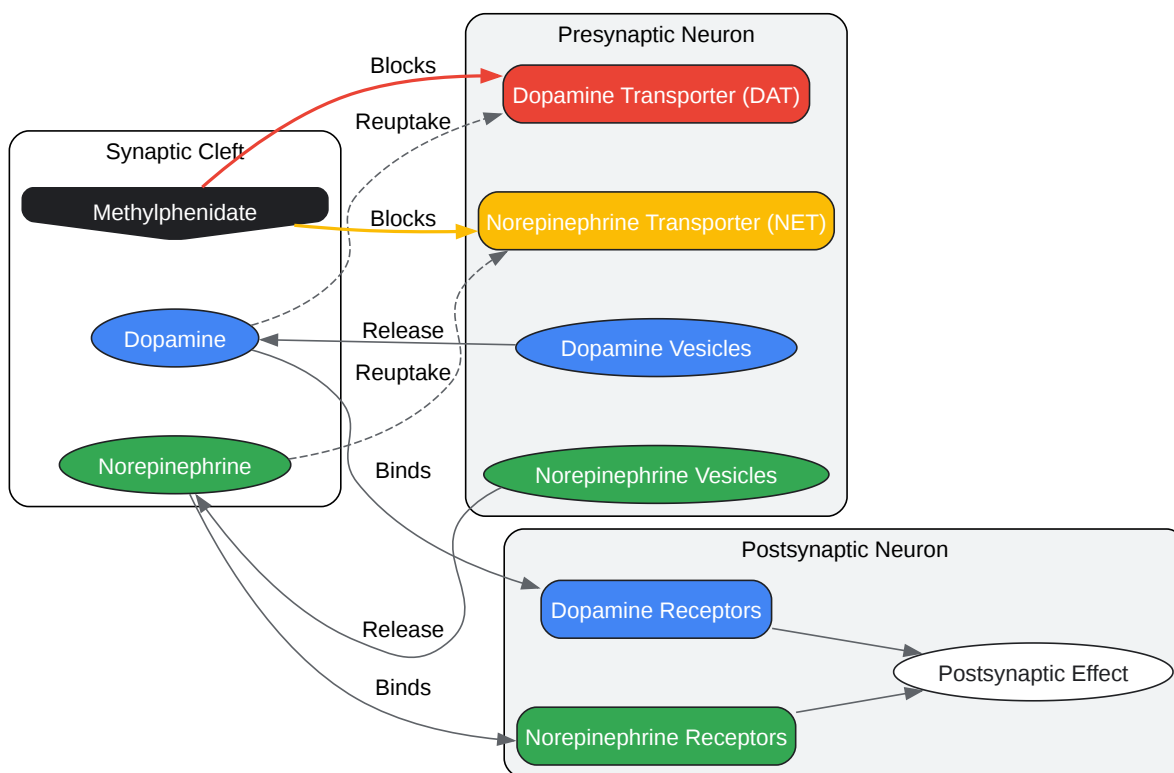 Presynaptic Neuron
Blocks
Dopamine Transporter (DAT)
Reuptake
Synaptic Cleft
Methylphenidate
Blocks
Norepinephrine Transporter (NET)
Dopamine
Release
Dopamine Vesicles
Reuptake
Norepinephrine
Binds
Norepinephrine Vesicles
Postsynaptic Neuron
Dopamine Receptors
Release
Postsynaptic Effect
Binds
Norepinephrine Receptors